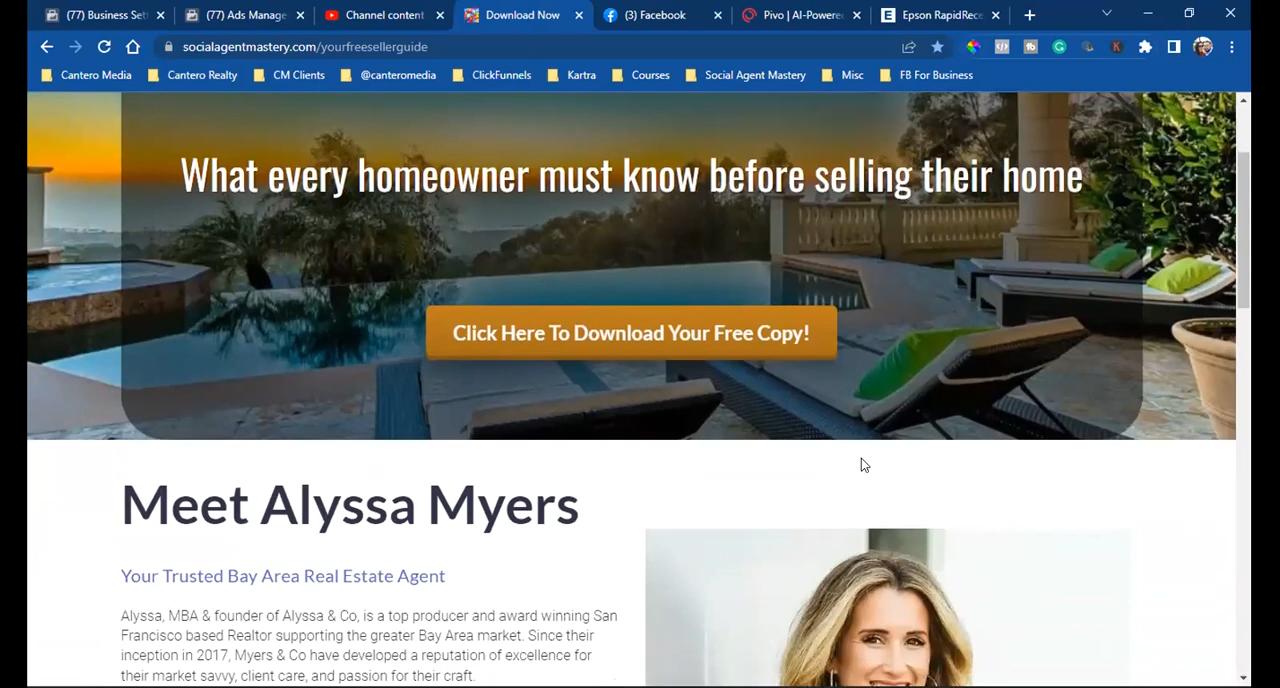 (77) Business Set
(77) Ads Manage
Channel content
Download Now
(3) Facebook
Pivo | AI-Powere
Epson RapidRece
socialagentmastery.com/yourfreesellerguide
Cantero Media
Cantero Realty
CM Clients
@canteromedia
ClickFunnels
Kartra
Courses
Social Agent Mastery
Misc
FB For Business
What every homeowner must know before selling their home
Click Here To Download Your Free Copy!
Meet Alyssa Myers
Your Trusted Bay Area Real Estate Agent
Alyssa, MBA & founder of Alyssa & Co, is a top producer and award winning San
Francisco based Realtor supporting the greater Bay Area market. Since their
inception in 2017, Myers & Co have developed a reputation of excellence for
their market savvy, client care, and passion for their craft.